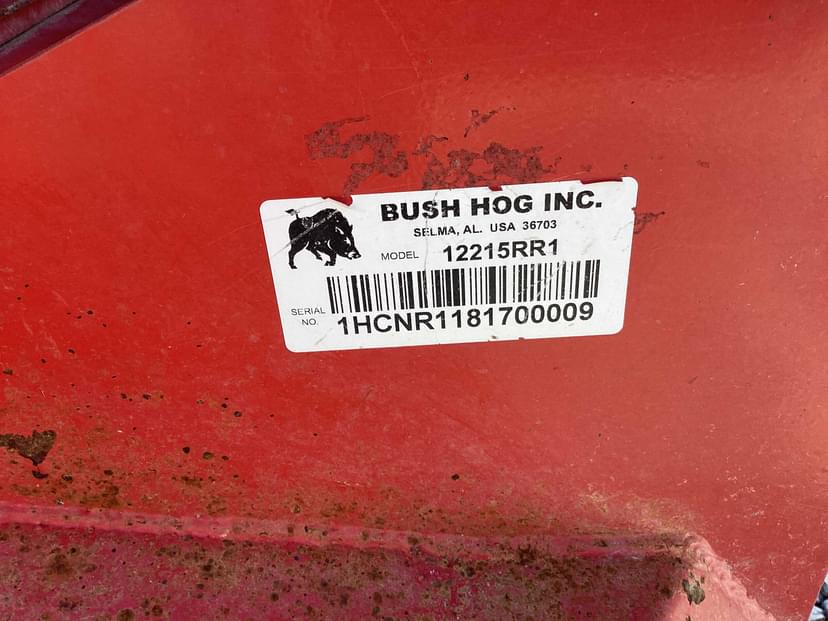 BUSH HOG INC.
SELMA, AL. USA 36703
MODEL 12215RR1
SERIAL NO. 1HCNR1181700009